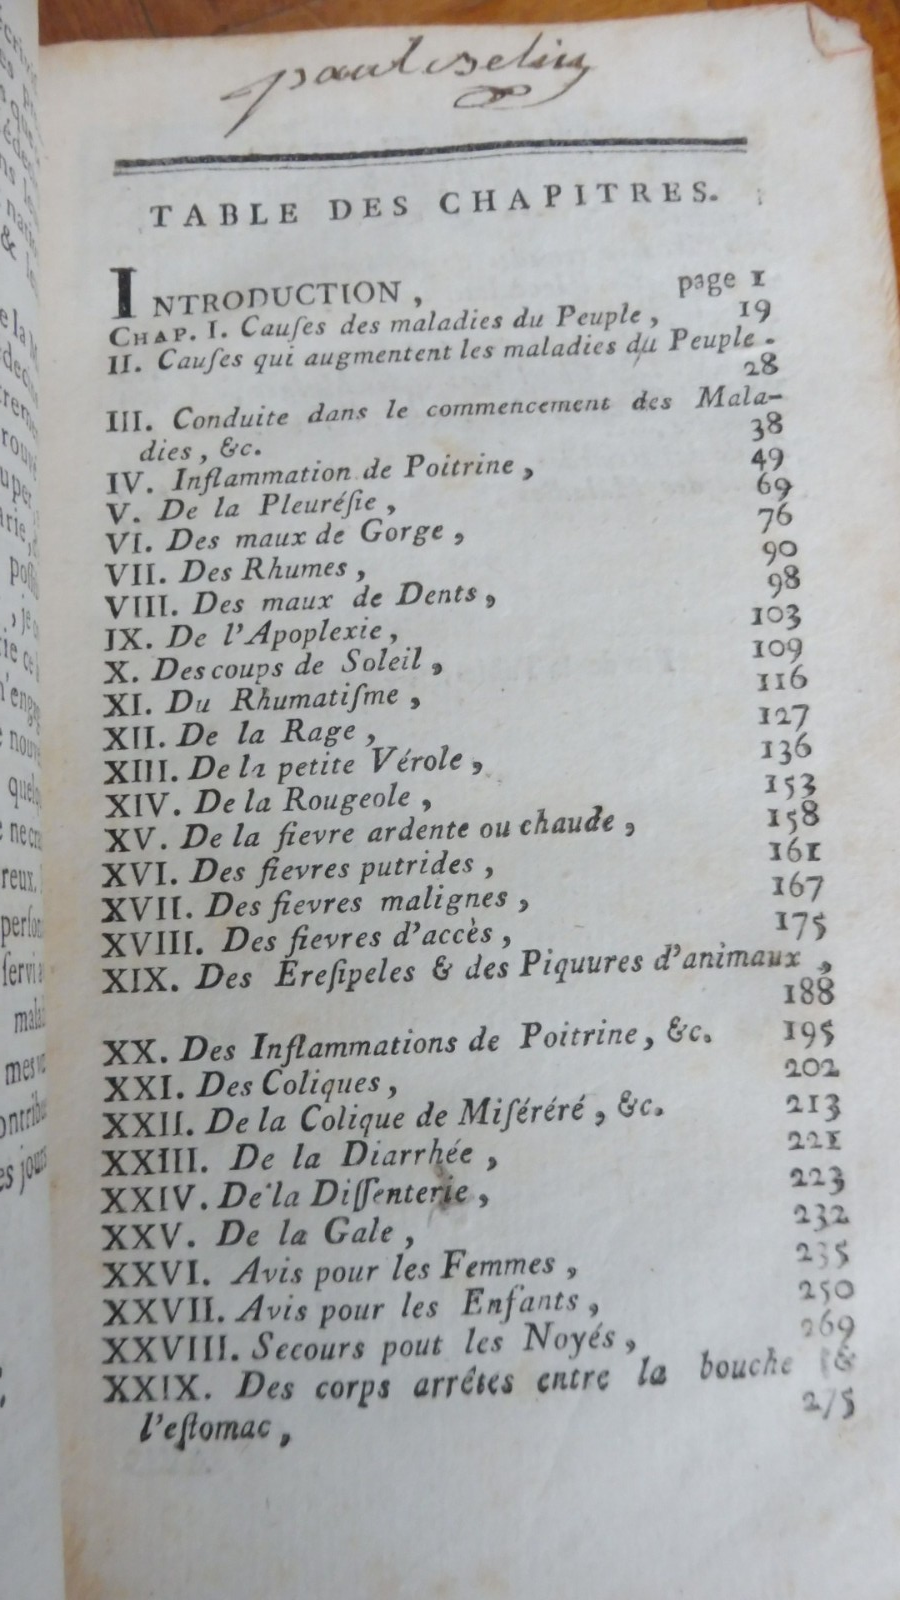 TABLE DES CHAPITRES.
INTRODUCTION, page 1
CHAP. I. Cauſes des maladies du Peuple, 19
II. Cauſes qui augmentent les maladies du Peuple.
28
III. Conduite dans le commencement des Mala-
dies, &c. 38
IV. Inflammation de Poitrine, 49
V. De la Pleuréſie, 69
VI. Des maux de Gorge, 76
VII. Des Rhumes, 90
VIII. Des maux de Dents, 98
IX. De l'Apoplexie, 103
X. Des coups de Soleil, 109
XI. Du Rhumatiſme, 116
XII. De la Rage, 127
XIII. De la petite Vérole, 136
XIV. De la Rougeole, 153
XV. De la fievre ardente ou chaude, 158
XVI. Des fievres putrides, 161
XVII. Des fievres malignes, 167
XVIII. Des fievres d'accès, 175
XIX. Des Ereſipeles & des Piquures d'animaux,
188
XX. Des Inflammations de Poitrine, &c. 195
XXI. Des Coliques, 202
XXII. De la Colique de Miſéréré, &c. 213
XXIII. De la Diarrhée, 221
XXIV. De la Diſſenterie, 223
XXV. De la Gale, 232
XXVI. Avis pour les Femmes, 235
XXVII. Avis pour les Enfants, 250
XXVIII. Secours pout les Noyés, 269
XXIX. Des corps arrêtes entre la bouche &
l'eſtomac, 275